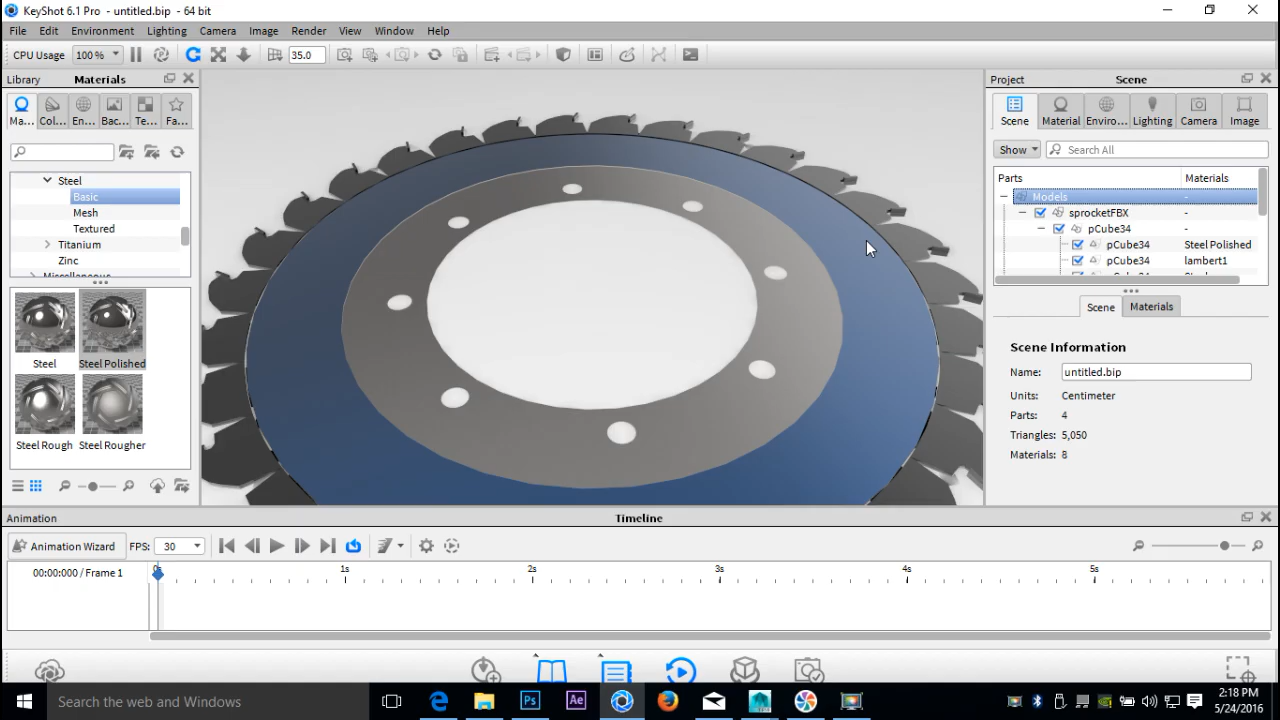 KeyShot 6.1 Pro - untitled.bip - 64 bit
File Edit Environment Lighting Camera Image Render View Window Help
CPU Usage 100 % 35.0
Library Materials
Ma... Col... En... Bac... Te... Fa...
Steel
Basic
Mesh
Textured
Titanium
Zinc
Miscellaneous
Steel Steel Polished
Steel Rough Steel Rougher
Project Scene
Scene Material Enviro... Lighting Camera Image
Show Search All
Parts Materials
Models -
sprocketFBX -
pCube34 -
pCube34 Steel Polished
pCube34 lambert1
Scene Materials
Scene Information
Name: untitled.bip
Units: Centimeter
Parts: 4
Triangles: 5,050
Materials: 8
Animation Timeline
Animation Wizard FPS: 30
00:00:000 / Frame 1 0s 1s 2s 3s 4s 5s
Search the web and Windows
Ps Ae
2:18 PM
5/24/2016